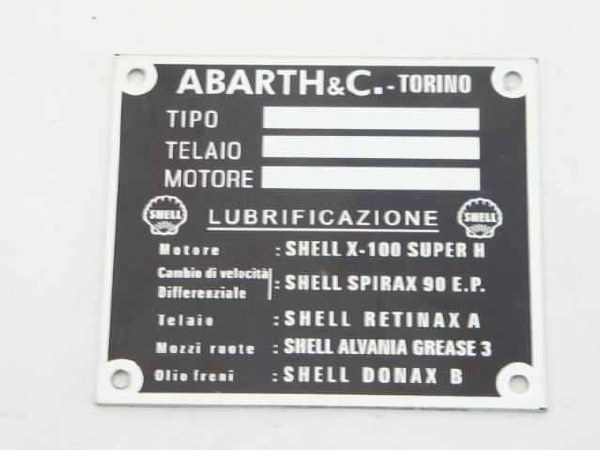 ABARTH&C.-TORINO
TIPO
TELAIO
MOTORE
SHELL LUBRIFICAZIONE SHELL
Motore : SHELL X-100 SUPER H
Cambio di velocità
Differenziale : SHELL SPIRAX 90 E.P.
Telaio : SHELL RETINAX A
Mozzi ruote : SHELL ALVANIA GREASE 3
Olio freni : SHELL DONAX B